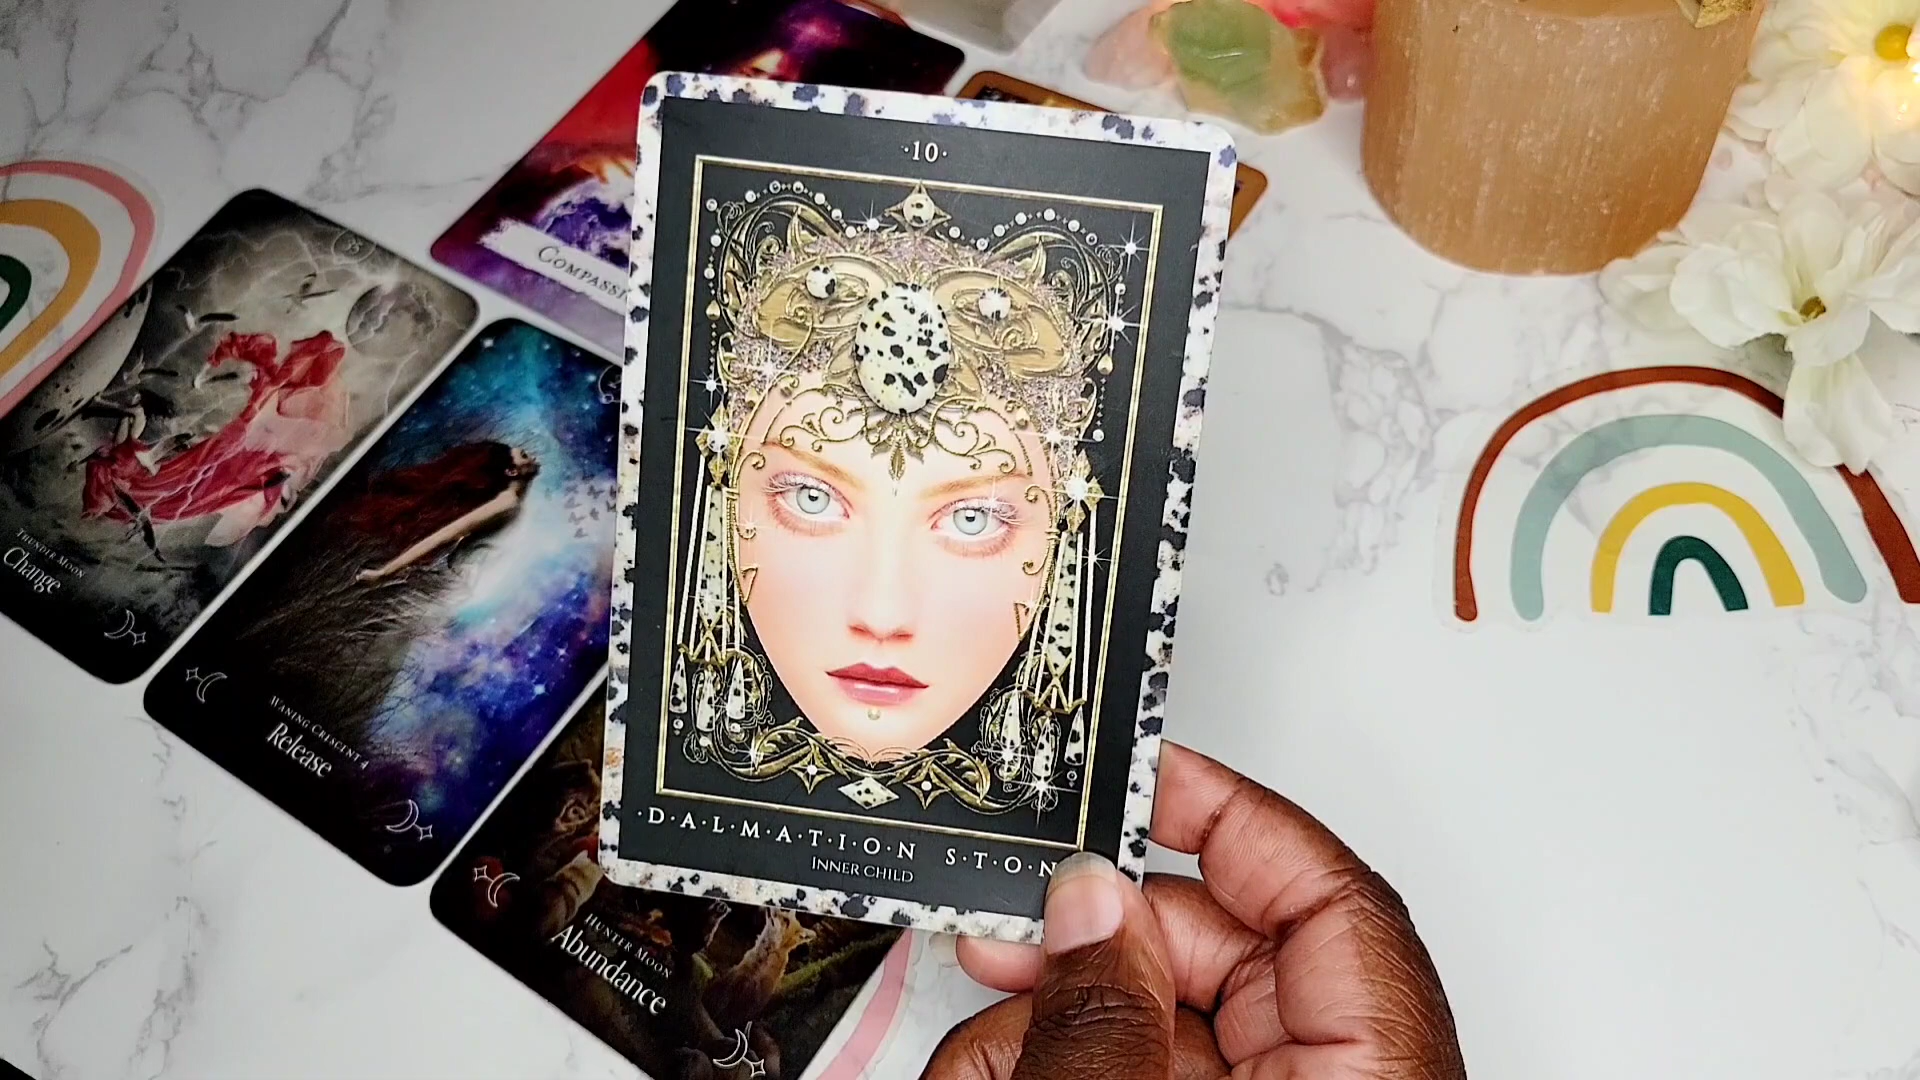 ·10·
·D·A·L·M·A·T·I·O·N S·T·O·N
INNER CHILD
COMPASSI
THUNDER MOON
Change
WANING CRESCENT 4
Release
HUNTER MOON
Abundance